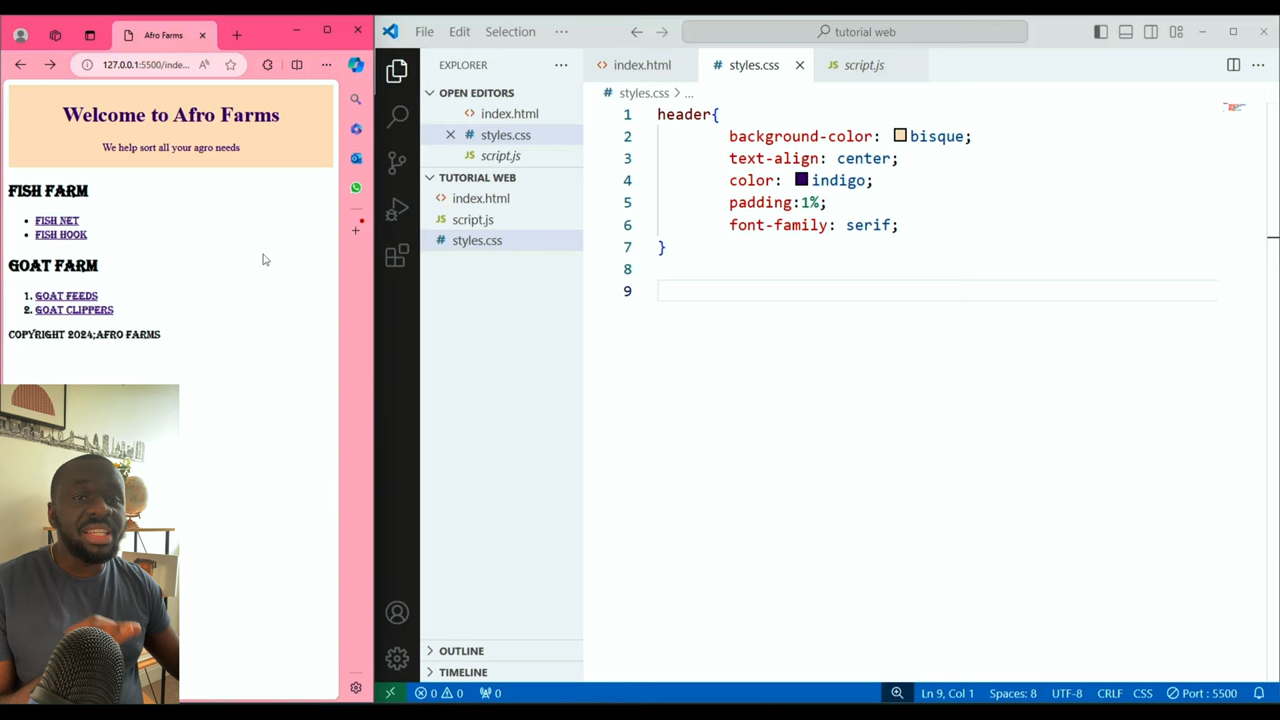 Afro Farms
127.0.0.1:5500/inde...
Welcome to Afro Farms
We help sort all your agro needs
FISH FARM
FISH NET
FISH HOOK
GOAT FARM
1. GOAT FEEDS
2. GOAT CLIPPERS
COPYRIGHT 2024;AFRO FARMS
File Edit Selection ...
tutorial web
EXPLORER
OPEN EDITORS
index.html
styles.css
script.js
TUTORIAL WEB
index.html
script.js
styles.css
OUTLINE
TIMELINE
index.html styles.css script.js
styles.css > ...
1 header{
2 background-color: bisque;
3 text-align: center;
4 color: indigo;
5 padding:1%;
6 font-family: serif;
7 }
8
9
0 0 0 Ln 9, Col 1 Spaces: 8 UTF-8 CRLF CSS Port : 5500